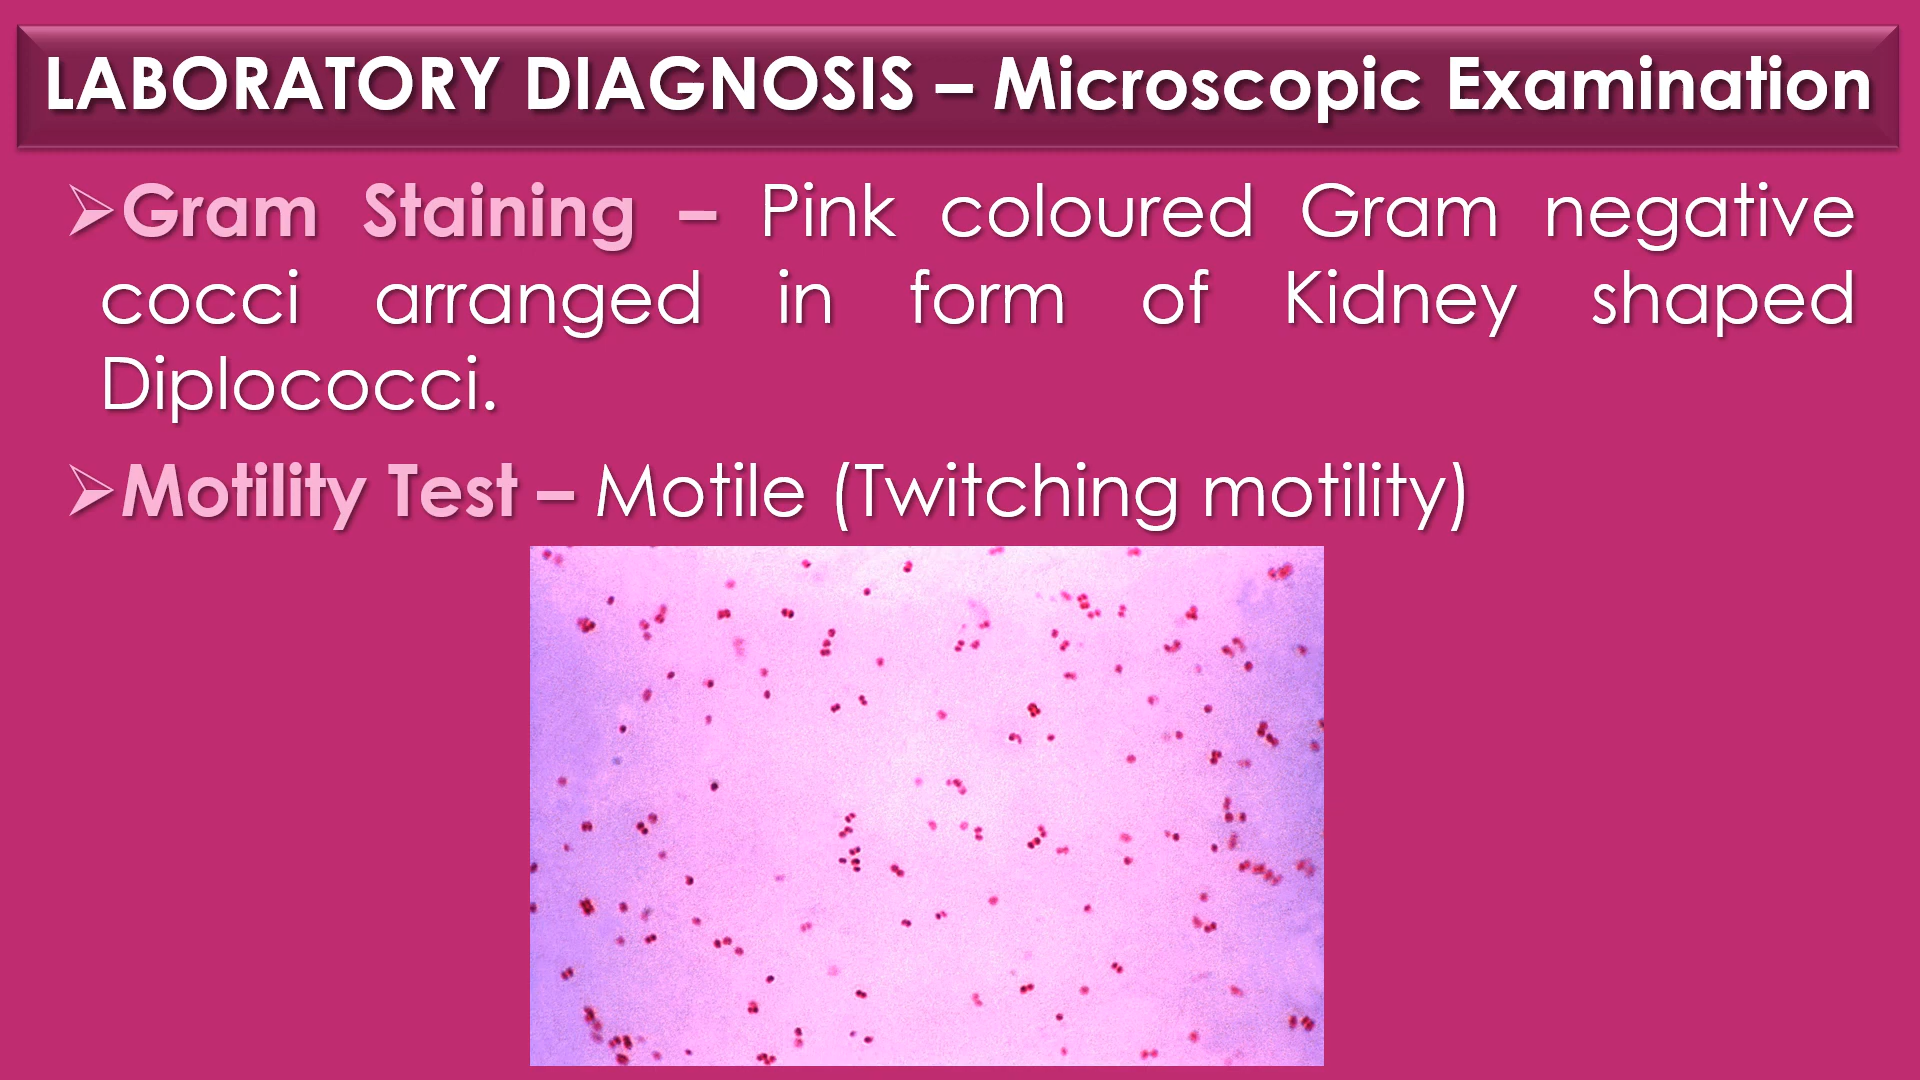 LABORATORY DIAGNOSIS – Microscopic Examination
➢Gram Staining – Pink coloured Gram negative
cocci arranged in form of Kidney shaped
Diplococci.
➢Motility Test – Motile (Twitching motility)